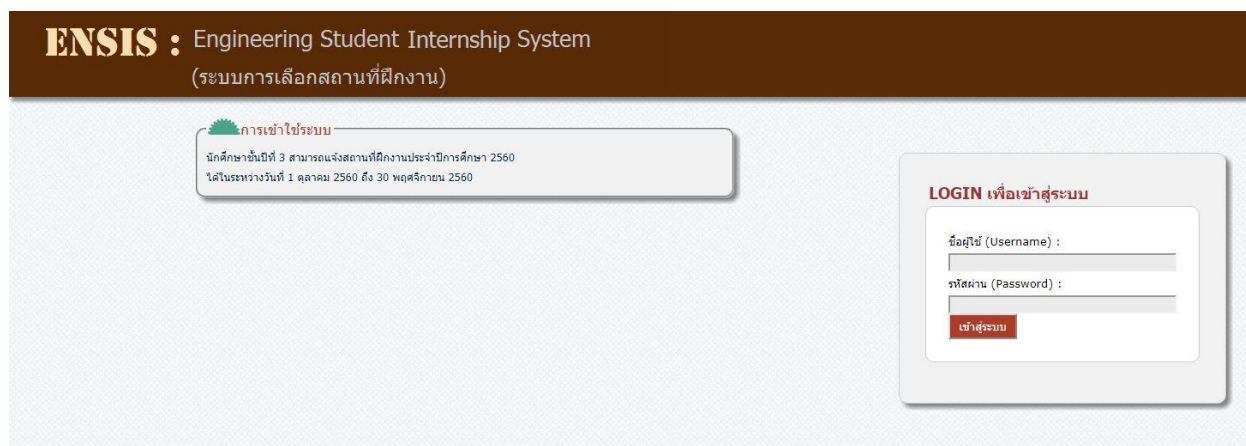 ENSIS : Engineering Student Internship System
(ระบบการเลือกสถานที่ฝึกงาน)
การเข้าใช้ระบบ
นักศึกษาชั้นปีที่ 3 สามารถแจ้งสถานที่ฝึกงานประจำปีการศึกษา 2560
ได้ในระหว่างวันที่ 1 ตุลาคม 2560 ถึง 30 พฤศจิกายน 2560
LOGIN เพื่อเข้าสู่ระบบ
ชื่อผู้ใช้ (Username) :
รหัสผ่าน (Password) :
เข้าสู่ระบบ